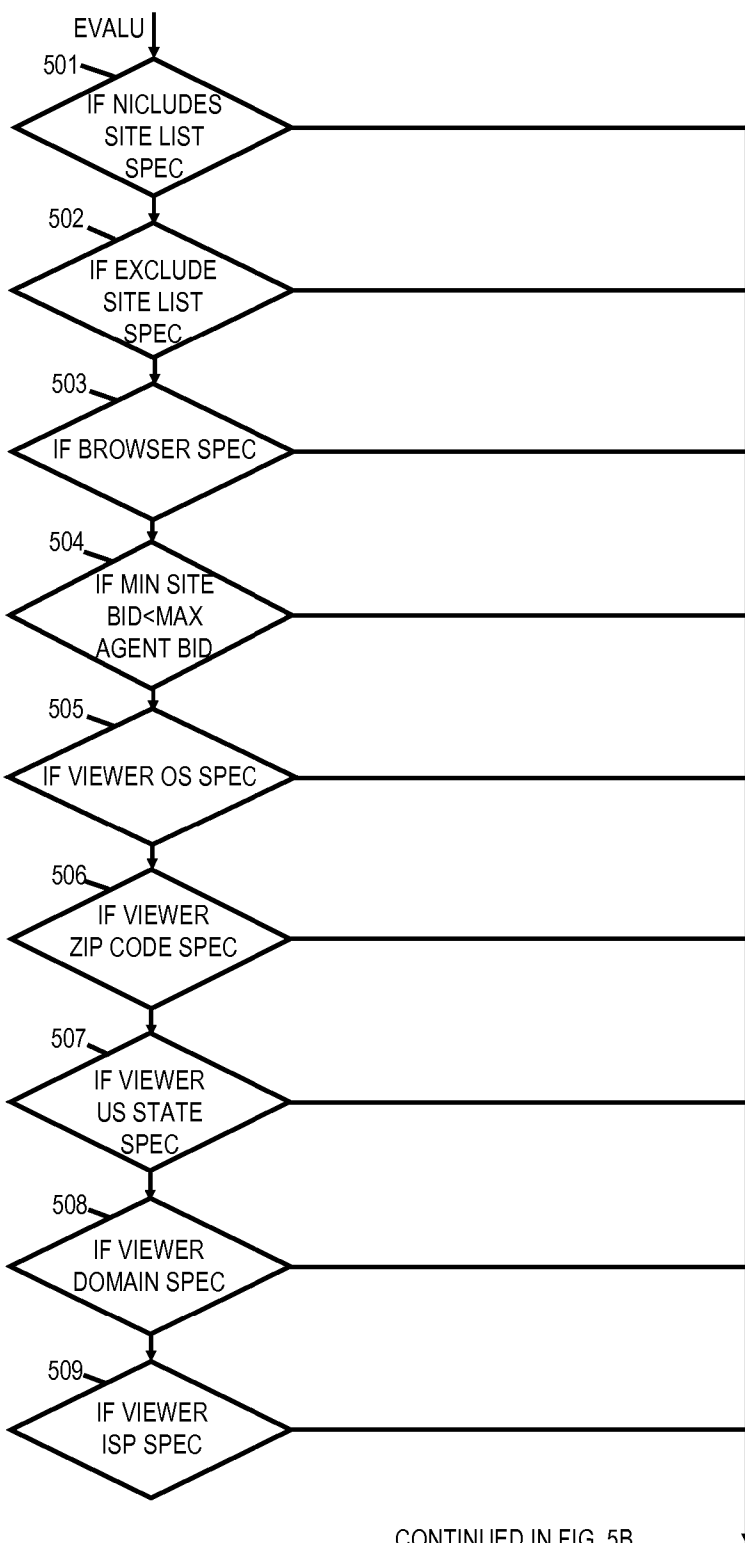 EVALU
501
IF NICLUDES
SITE LIST
SPEC
502
IF EXCLUDE
SITE LIST
SPEC
503
IF BROWSER SPEC
504
IF MIN SITE
BID<MAX
AGENT BID
505
IF VIEWER OS SPEC
506
IF VIEWER
ZIP CODE SPEC
507
IF VIEWER
US STATE
SPEC
508
IF VIEWER
DOMAIN SPEC
509
IF VIEWER
ISP SPEC
CONTINUED IN FIG. 5B